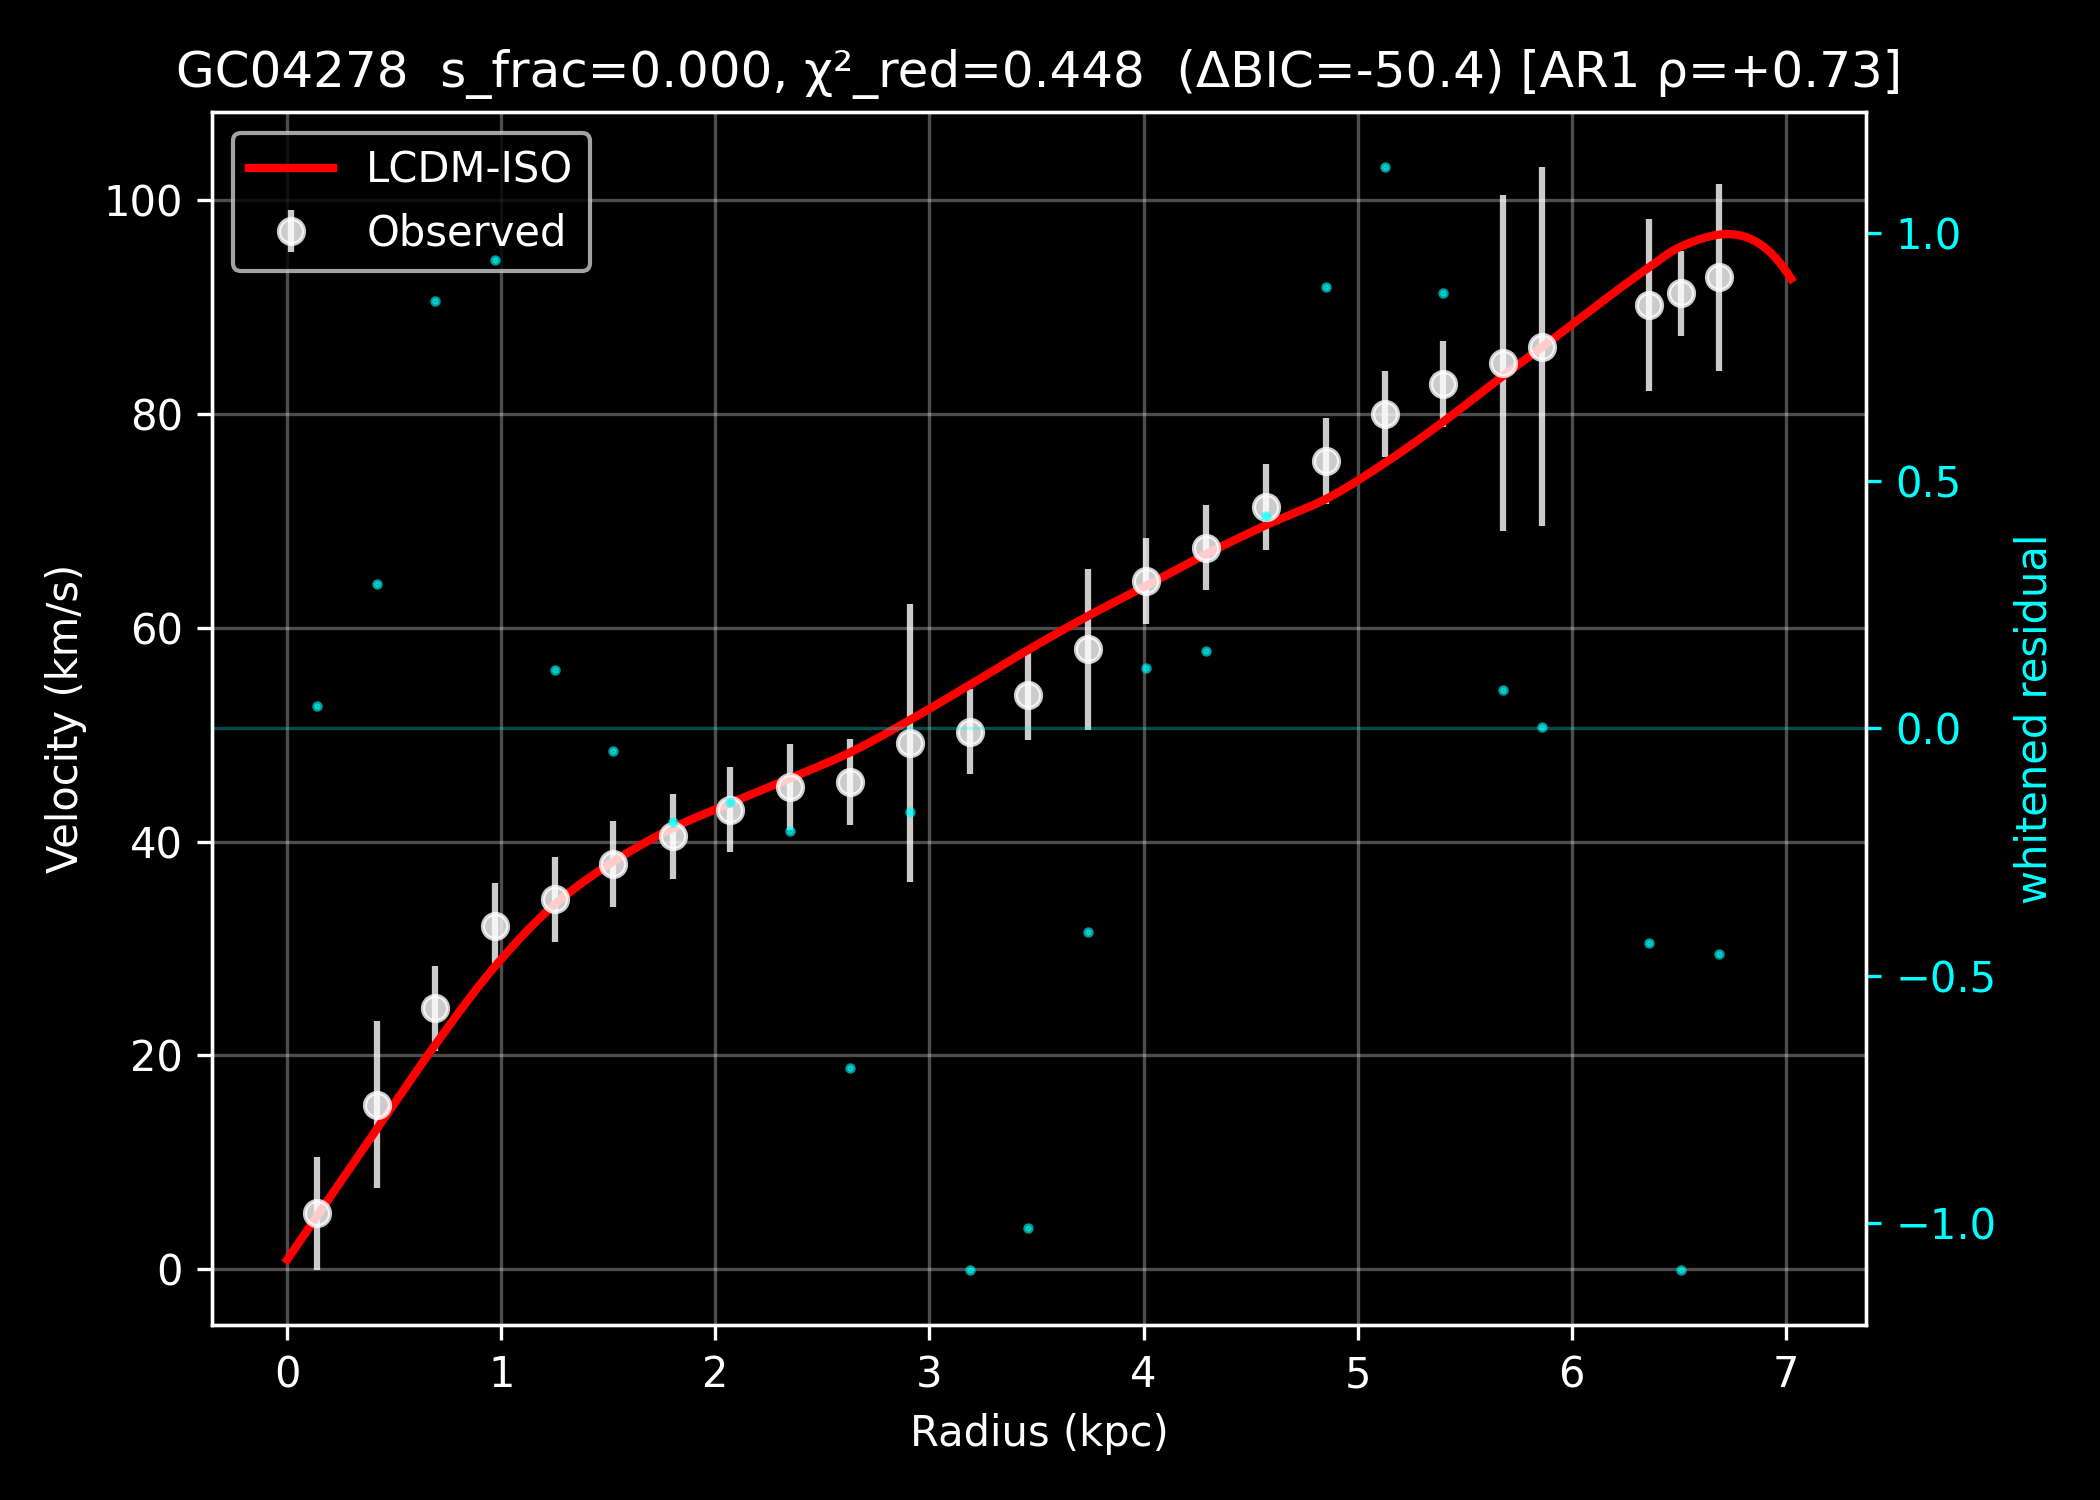 GC04278 s_frac=0.000, χ²_red=0.448 (ΔBIC=-50.4) [AR1 ρ=+0.73]
LCDM-ISO
Observed
100
80
60
40
20
0
Velocity (km/s)
0 1 2 3 4 5 6 7
Radius (kpc)
1.0
0.5
0.0
−0.5
−1.0
whitened residual